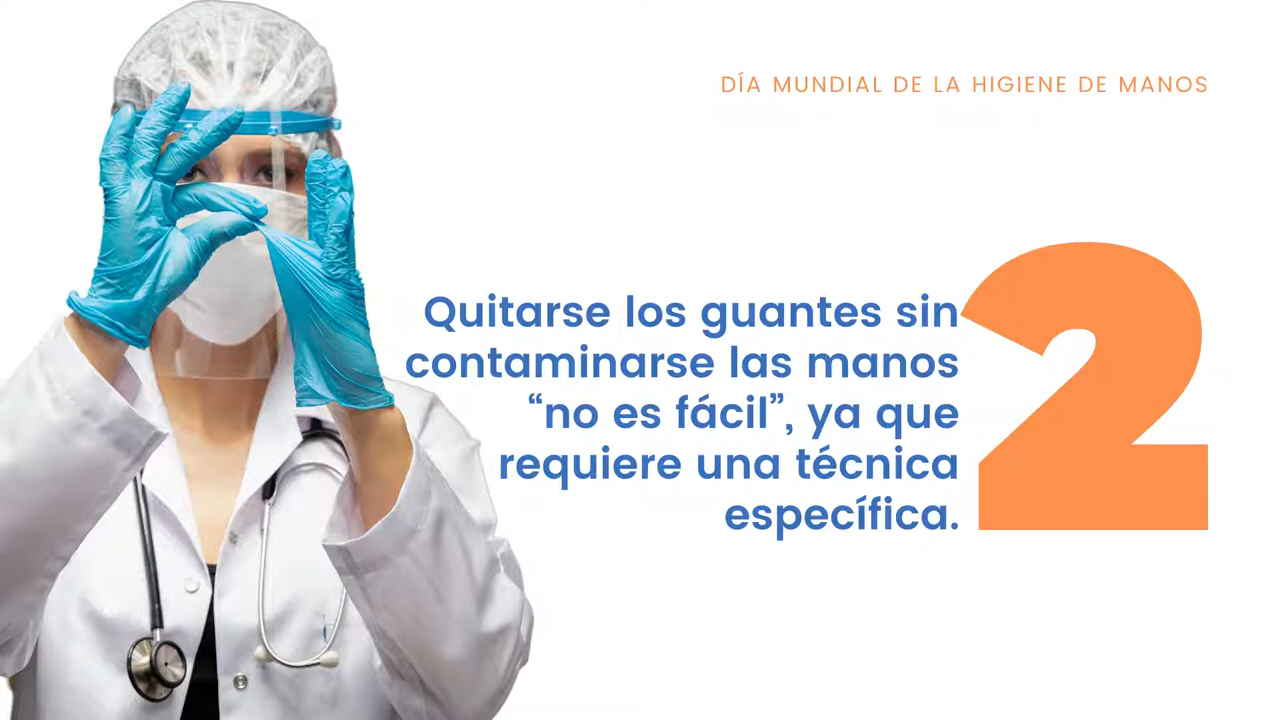 DÍA MUNDIAL DE LA HIGIENE DE MANOS
Quitarse los guantes sin
contaminarse las manos
“no es fácil”, ya que
requiere una técnica
específica.
2